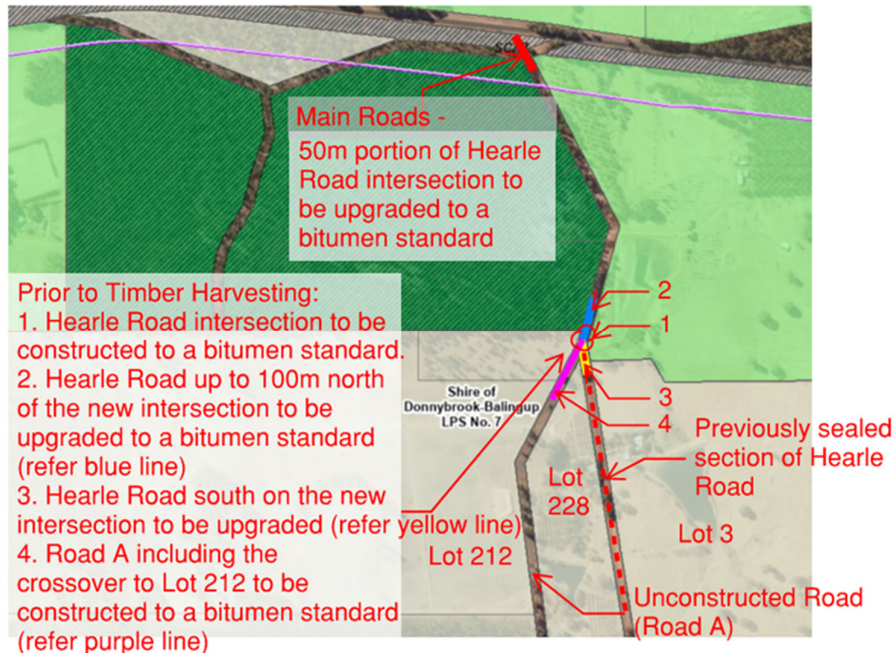 Main Roads -
50m portion of Hearle
Road intersection to
be upgraded to a
bitumen standard
Prior to Timber Harvesting:
1. Hearle Road intersection to be
constructed to a bitumen standard.
2. Hearle Road up to 100m north
of the new intersection to be
upgraded to a bitumen standard
(refer blue line)
3. Hearle Road south on the new
intersection to be upgraded (refer yellow line)
4. Road A including the
crossover to Lot 212 to be
constructed to a bitumen standard
(refer purple line)
2
1
3
4
Shire of
Donnybrook-Balingup
LPS No. 7
Previously sealed
section of Hearle
Road
Lot
228
Lot 3
Lot 212
Unconstructed Road
(Road A)